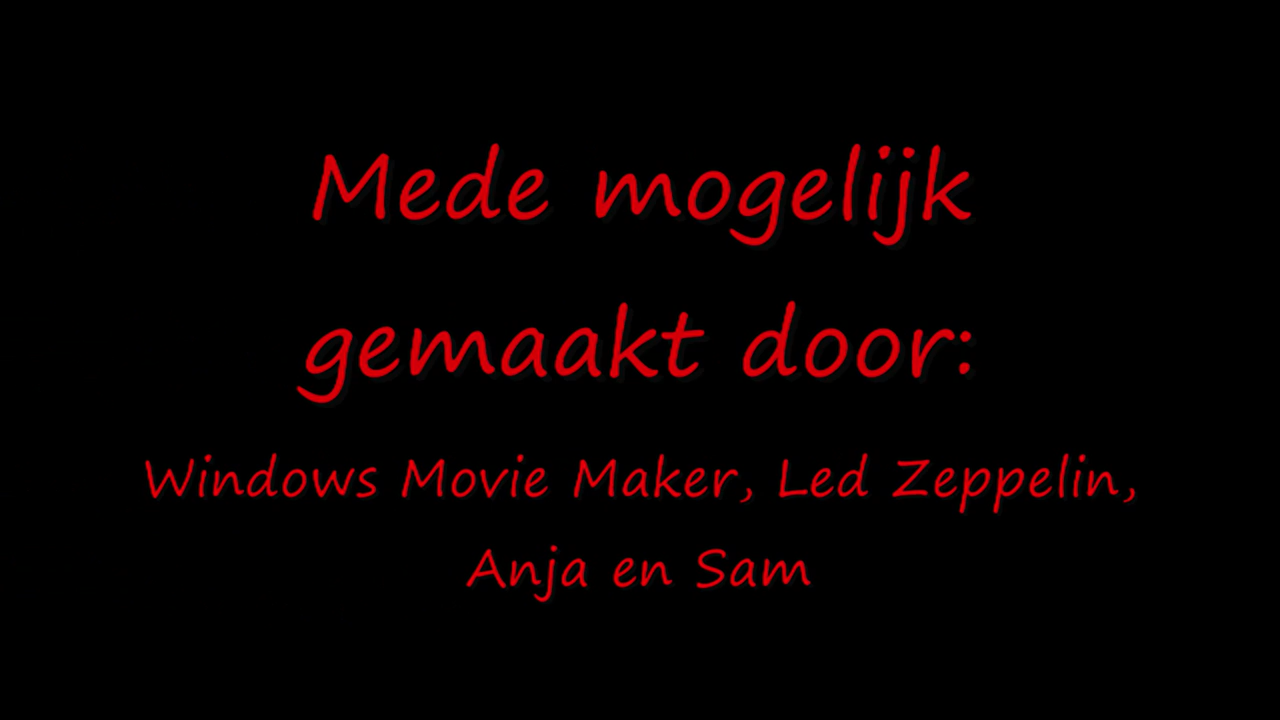 Mede mogelijk
gemaakt door:
Windows Movie Maker, Led Zeppelin,
Anja en Sam